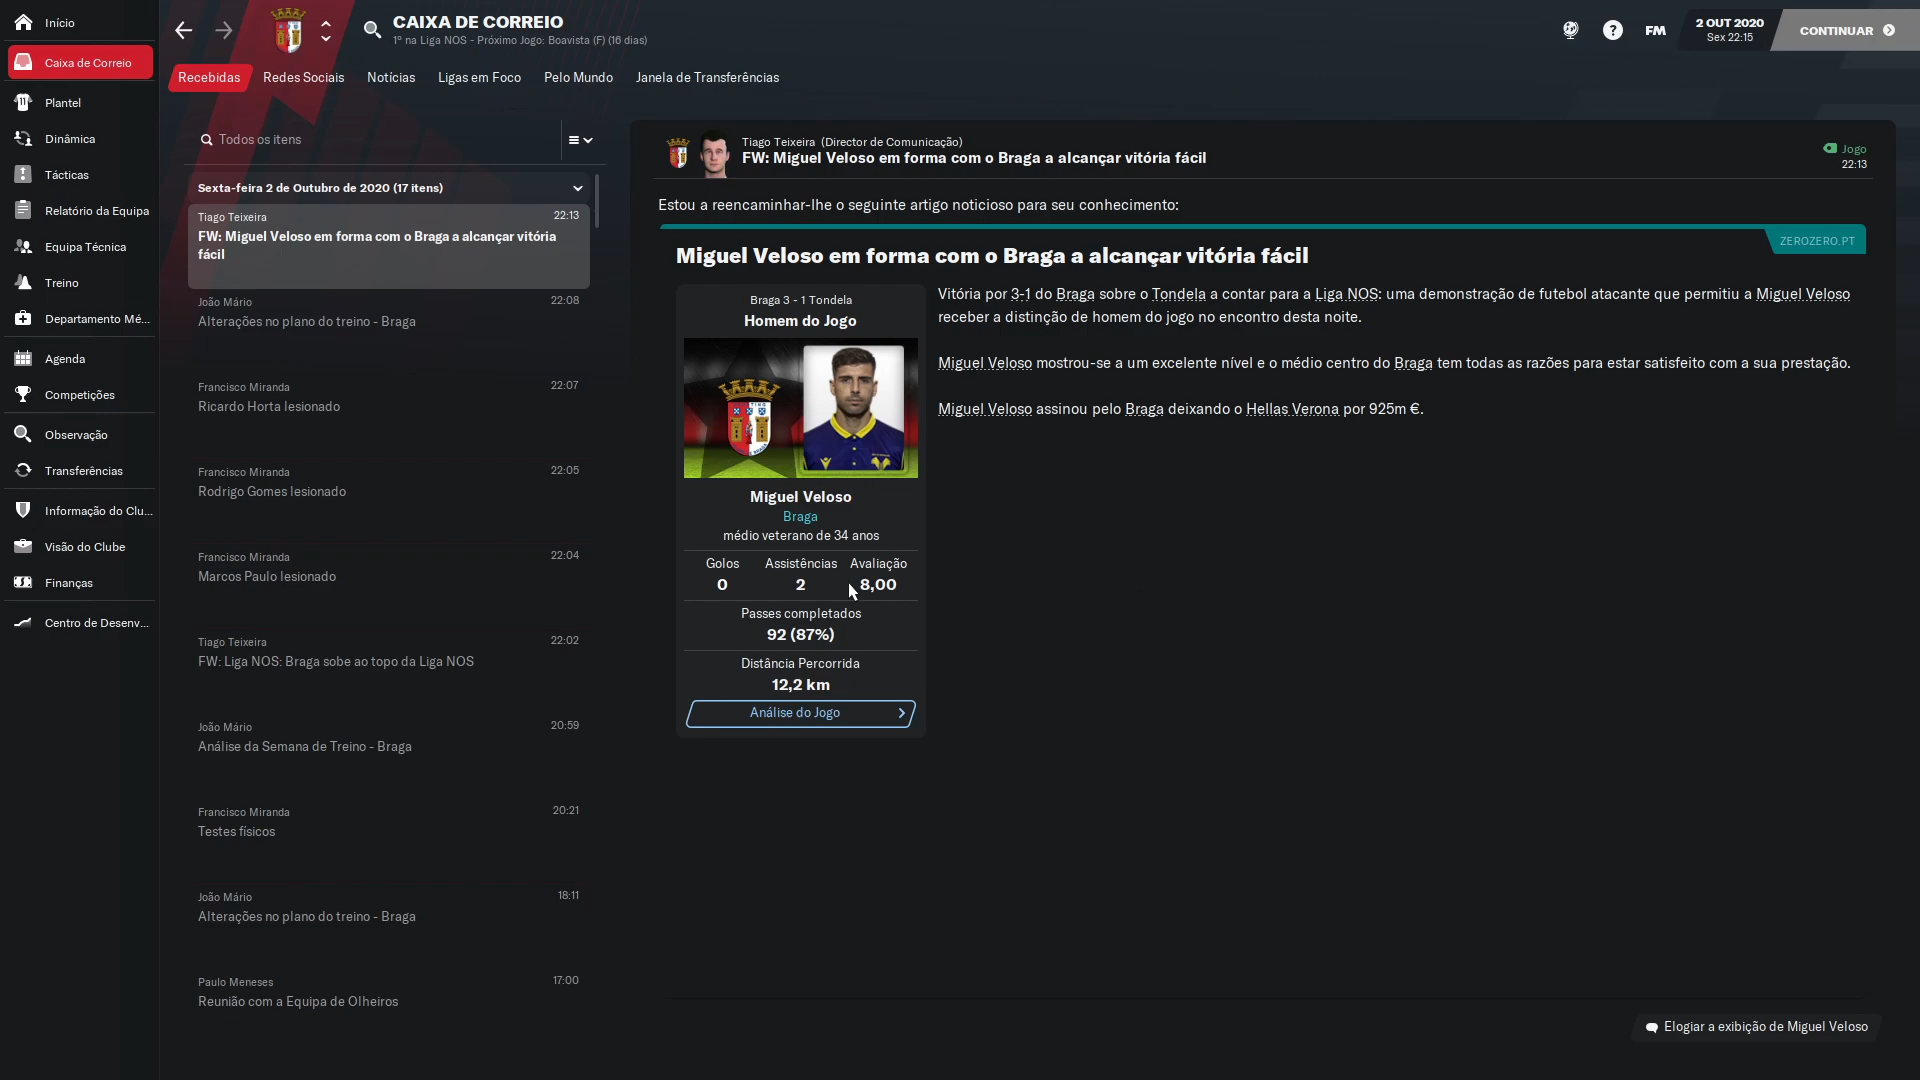 Início
Caixa de Correio
Plantel
Dinâmica
Tácticas
Relatório da Equipa
Equipa Técnica
Treino
Departamento Mé...
Agenda
Competições
Observação
Transferências
Informação do Clu...
Visão do Clube
Finanças
Centro de Desenv...
CAIXA DE CORREIO
1º na Liga NOS - Próximo Jogo: Boavista (F) (16 dias)
FM
2 OUT 2020
Sex 22:15
CONTINUAR
Recebidas Redes Sociais Notícias Ligas em Foco Pelo Mundo Janela de Transferências
Todos os itens
Sexta-feira 2 de Outubro de 2020 (17 itens)
Tiago Teixeira 22:13
FW: Miguel Veloso em forma com o Braga a alcançar vitória
fácil
João Mário 22:08
Alterações no plano do treino - Braga
Francisco Miranda 22:07
Ricardo Horta lesionado
Francisco Miranda 22:05
Rodrigo Gomes lesionado
Francisco Miranda 22:04
Marcos Paulo lesionado
Tiago Teixeira 22:02
FW: Liga NOS: Braga sobe ao topo da Liga NOS
João Mário 20:59
Análise da Semana de Treino - Braga
Francisco Miranda 20:21
Testes físicos
João Mário 18:11
Alterações no plano do treino - Braga
Paulo Meneses 17:00
Reunião com a Equipa de Olheiros
Tiago Teixeira (Director de Comunicação)
FW: Miguel Veloso em forma com o Braga a alcançar vitória fácil
Jogo
22:13
Estou a reencaminhar-lhe o seguinte artigo noticioso para seu conhecimento:
ZEROZERO.PT
Miguel Veloso em forma com o Braga a alcançar vitória fácil
Braga 3 - 1 Tondela
Homem do Jogo
Miguel Veloso
Braga
médio veterano de 34 anos
Golos Assistências Avaliação
0 2 8,00
Passes completados
92 (87%)
Distância Percorrida
12,2 km
Análise do Jogo
Vitória por 3-1 do Braga sobre o Tondela a contar para a Liga NOS: uma demonstração de futebol atacante que permitiu a Miguel Veloso
receber a distinção de homem do jogo no encontro desta noite.
Miguel Veloso mostrou-se a um excelente nível e o médio centro do Braga tem todas as razões para estar satisfeito com a sua prestação.
Miguel Veloso assinou pelo Braga deixando o Hellas Verona por 925m €.
Elogiar a exibição de Miguel Veloso